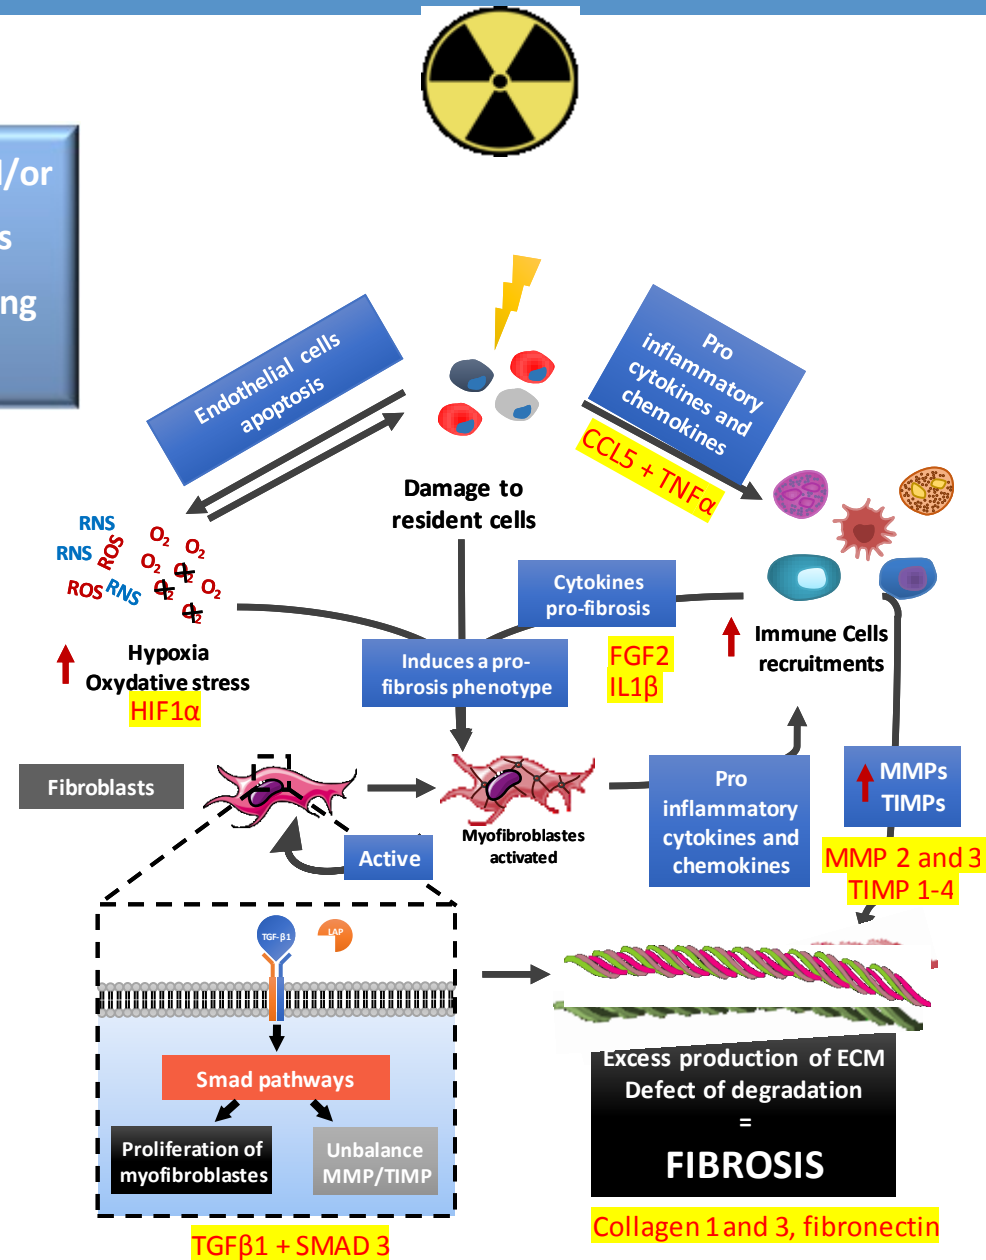 /or
s
ng
Endothelial cells
apoptosis
Pro
inflammatory
cytokines and
chemokines
CCL5 + TNFα
Damage to
resident cells
RNS
RNS
ROS
ROS
RNS
O2
O2
O2
O2
O2
O2
O2
Hypoxia
Oxydative stress
HIF1α
Cytokines
pro-fibrosis
FGF2
IL1β
Immune Cells
recruitments
Induces a pro-
fibrosis phenotype
Fibroblasts
Myofibroblastes
activated
Active
Pro
inflammatory
cytokines and
chemokines
MMPs
TIMPs
MMP 2 and 3
TIMP 1-4
TGF-β1
LAP
Smad pathways
Proliferation of
myofibroblastes
Unbalance
MMP/TIMP
TGFβ1 + SMAD 3
Excess production of ECM
Defect of degradation
=
FIBROSIS
Collagen 1 and 3, fibronectin